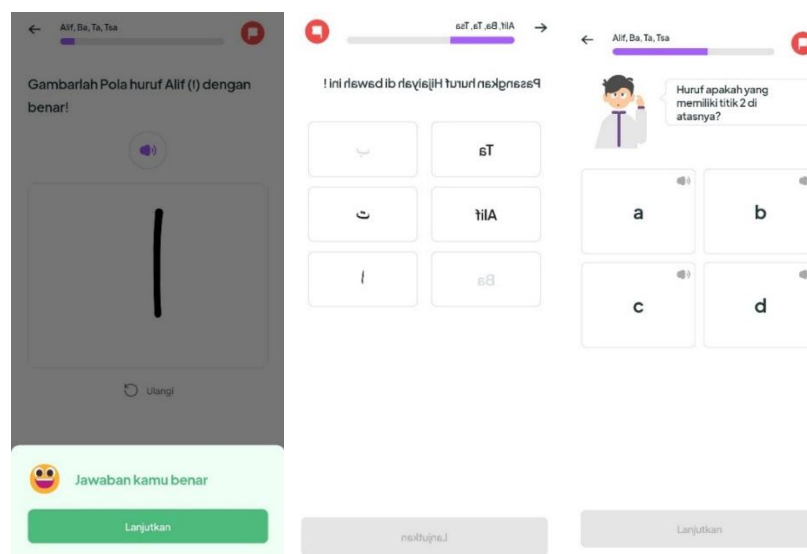 Alif, Ba, Ta, Tsa
Gambarlah Pola huruf Alif (I) dengan
benar!
ا
Ulangi
Jawaban kamu benar
Lanjutkan
Alif, Ba, Ta, Tsa
Pasangkan huruf Hijaiyah di bawah ini !
Ta
ب
Alif
ت
Ba
ا
Lanjutkan
Alif, Ba, Ta, Tsa
Huruf apakah yang
memiliki titik 2 di
atasnya?
a
b
c
d
Lanjutkan